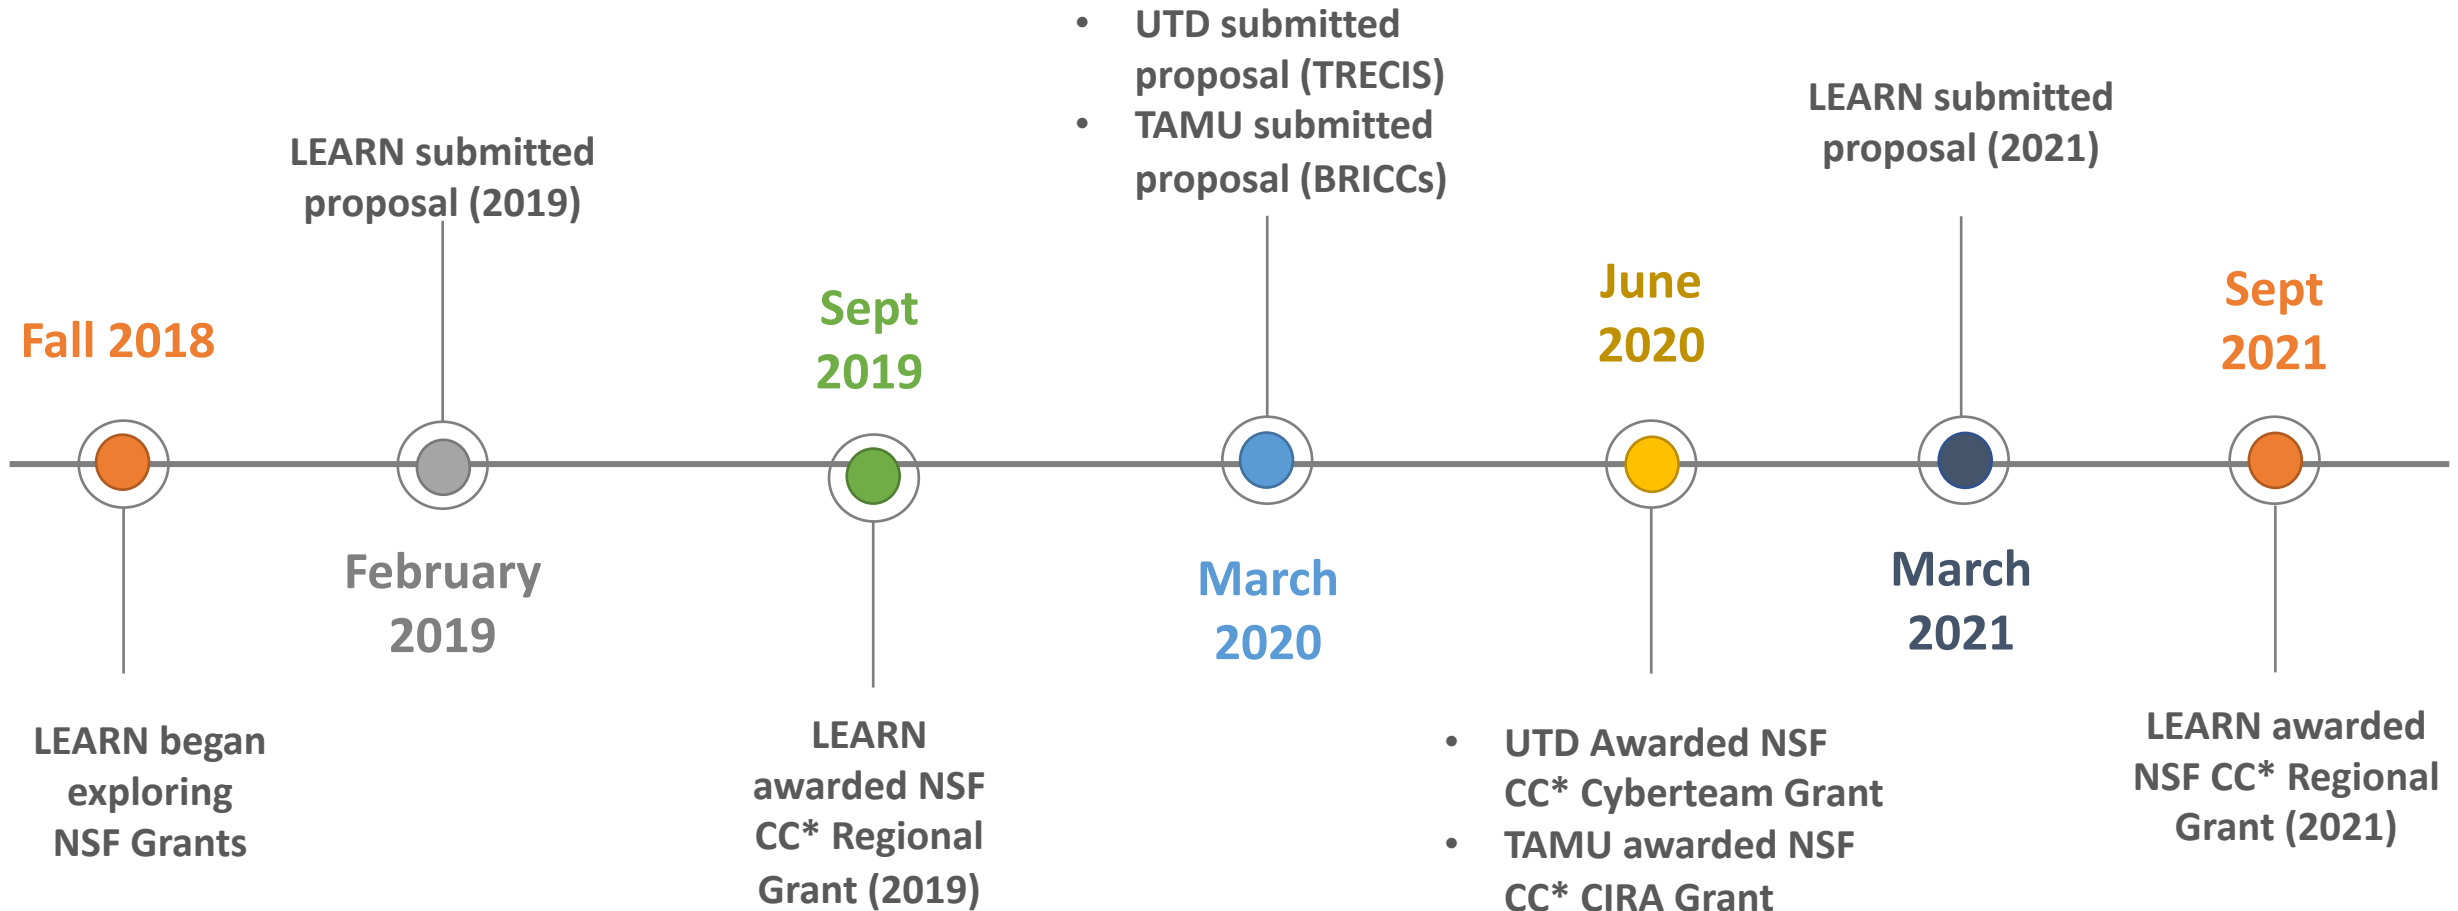 Fall 2018
LEARN began
exploring
NSF Grants
LEARN submitted
proposal (2019)
February
2019
Sept
2019
LEARN
awarded NSF
CC* Regional
Grant (2019)
• UTD submitted
proposal (TRECIS)
• TAMU submitted
proposal (BRICCs)
March
2020
June
2020
• UTD Awarded NSF
CC* Cyberteam Grant
• TAMU awarded NSF
CC* CIRA Grant
LEARN submitted
proposal (2021)
March
2021
Sept
2021
LEARN awarded
NSF CC* Regional
Grant (2021)